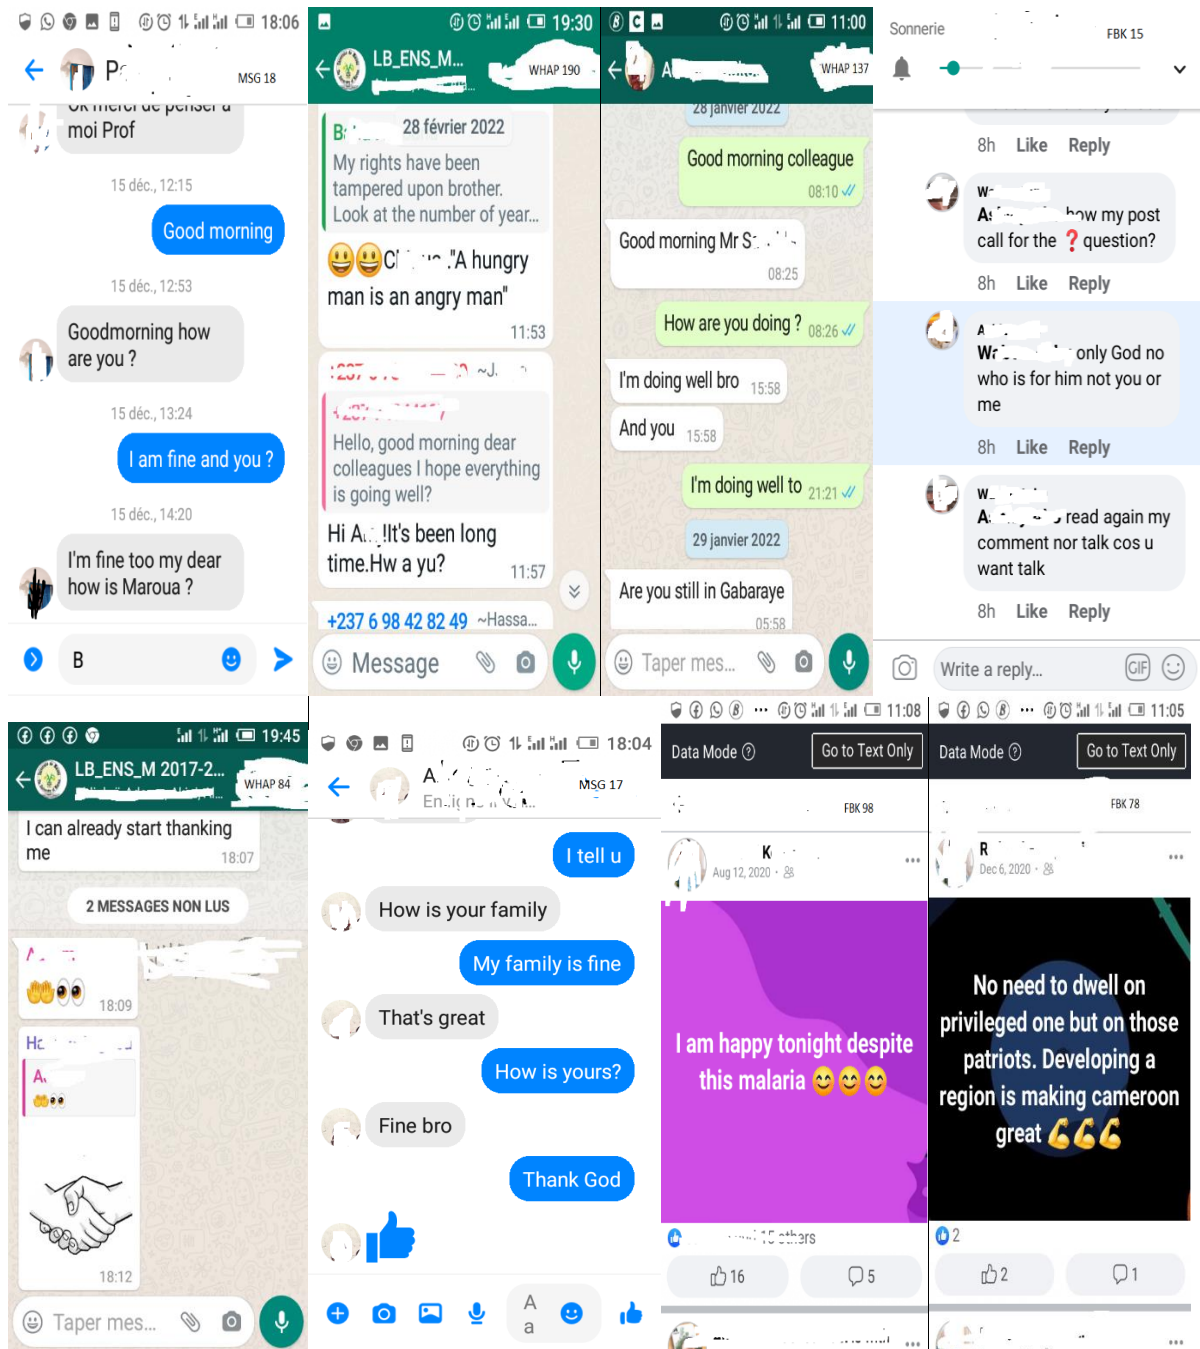 18:06
MSG 18
OK merci de penser à
moi Prof
15 déc., 12:15
Good morning
15 déc., 12:53
Goodmorning how
are you ?
15 déc., 13:24
I am fine and you ?
15 déc., 14:20
I'm fine too my dear
how is Maroua ?
B
19:30
LB_ENS_M...
WHAP 190
28 février 2022
My rights have been
tampered upon brother.
Look at the number of year...
"A hungry
man is an angry man"
11:53
~J.
Hello, good morning dear
colleagues I hope everything
is going well?
Hi A !It's been long
time.Hw a yu?
11:57
+237 6 98 42 82 49 ~Hassa...
Message
11:00
A
WHAP 137
28 janvier 2022
Good morning colleague
08:10
Good morning Mr S
08:25
How are you doing ? 08:26
I'm doing well bro 15:58
And you 15:58
I'm doing well to 21:21
29 janvier 2022
Are you still in Gabaraye
05:58
Taper mes...
Sonnerie
FBK 15
8h Like Reply
how my post
call for the ❓ question?
8h Like Reply
only God no
who is for him not you or
me
8h Like Reply
read again my
comment nor talk cos u
want talk
8h Like Reply
Write a reply...
GIF
19:45
LB_ENS_M 2017-2...
WHAP 84
I can already start thanking
me
18:07
2 MESSAGES NON LUS
18:09
18:12
Taper mes...
18:04
A
MSG 17
I tell u
How is your family
My family is fine
That's great
How is yours?
Fine bro
Thank God
A
a
11:08
Data Mode ?
Go to Text Only
FBK 98
K
Aug 12, 2020
I am happy tonight despite
this malaria 😊😊😊
15 others
16
5
11:05
Data Mode ?
Go to Text Only
FBK 78
R
Dec 6, 2020
No need to dwell on
privileged one but on those
patriots. Developing a
region is making cameroon
great 💪💪💪
2
2
1